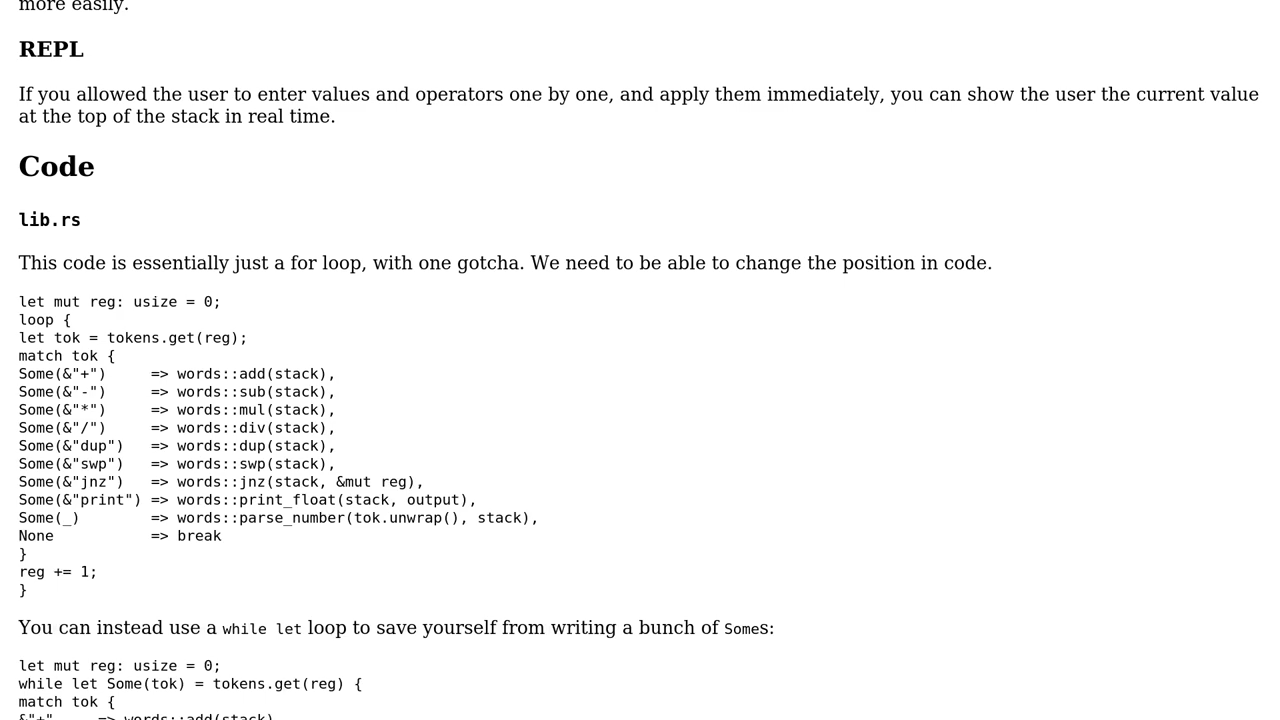 more easily.
REPL
If you allowed the user to enter values and operators one by one, and apply them immediately, you can show the user the current value
at the top of the stack in real time.
Code
lib.rs
This code is essentially just a for loop, with one gotcha. We need to be able to change the position in code.
let mut reg: usize = 0;
loop {
let tok = tokens.get(reg);
match tok {
Some(&"+")     => words::add(stack),
Some(&"-")     => words::sub(stack),
Some(&"*")     => words::mul(stack),
Some(&"/")     => words::div(stack),
Some(&"dup")   => words::dup(stack),
Some(&"swp")   => words::swp(stack),
Some(&"jnz")   => words::jnz(stack, &mut reg),
Some(&"print") => words::print_float(stack, output),
Some(_)        => words::parse_number(tok.unwrap(), stack),
None           => break
}
reg += 1;
}
You can instead use a while let loop to save yourself from writing a bunch of Somes:
let mut reg: usize = 0;
while let Some(tok) = tokens.get(reg) {
match tok {
&"+"     => words::add(stack),